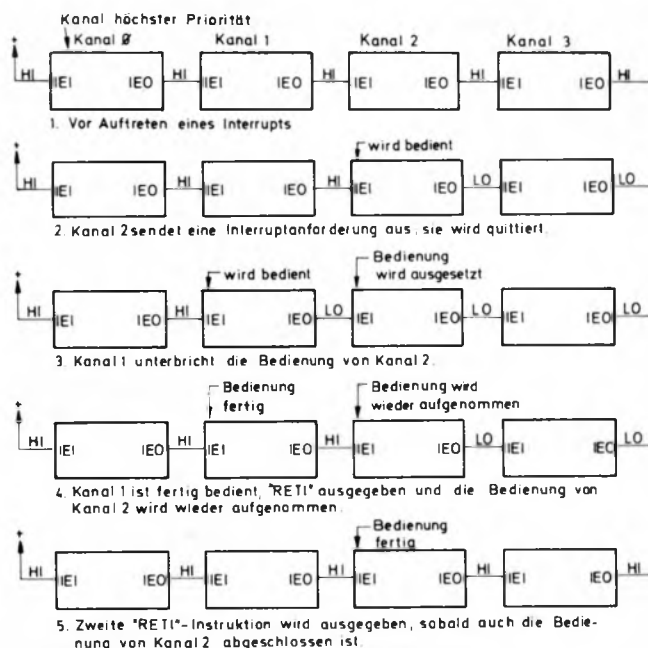 Kanal höchster Priorität
Kanal 0 Kanal 1 Kanal 2 Kanal 3
+ HI IEI IEO HI IEI IEO HI IEI IEO HI IEI IEO HI
1. Vor Auftreten eines Interrupts
wird bedient
+ HI IEI IEO HI IEI IEO HI IEI IEO LO IEI IEO LO
2. Kanal 2 sendet eine Interruptanforderung aus, sie wird quittiert.
wird bedient Bedienung
wird ausgesetzt
+ HI IEI IEO HI IEI IEO LO IEI IEO LO IEI IEO LO
3. Kanal 1 unterbricht die Bedienung von Kanal 2.
Bedienung Bedienung wird
fertig wieder aufgenommen
+ HI IEI IEO HI IEI IEO HI IEI IEO LO IEI IEO LO
4. Kanal 1 ist fertig bedient, "RETI" ausgegeben und die Bedienung von
Kanal 2 wird wieder aufgenommen.
Bedienung
fertig
+ HI IEI IEO HI IEI IEO HI IEI IEO HI IEI IEO HI
5. Zweite "RETI"-Instruktion wird ausgegeben, sobald auch die Bedie-
nung von Kanal 2 abgeschlossen ist.